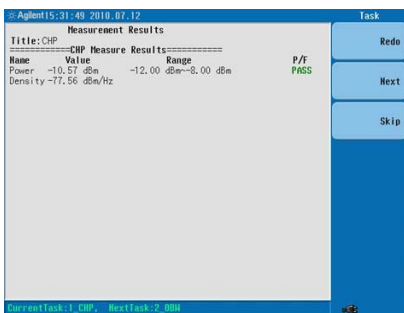 Agilent 15:31:49 2010.07.12
Task
Measurement Results
Title: CHP
============CHP Measure Results===========
Name Value Range P/F
Power -10.57 dBm -12.00 dBm~-8.00 dBm PASS
Density -77.56 dBm/Hz
Redo
Next
Skip
CurrentTask:1_CHP, NextTask:2_OBW